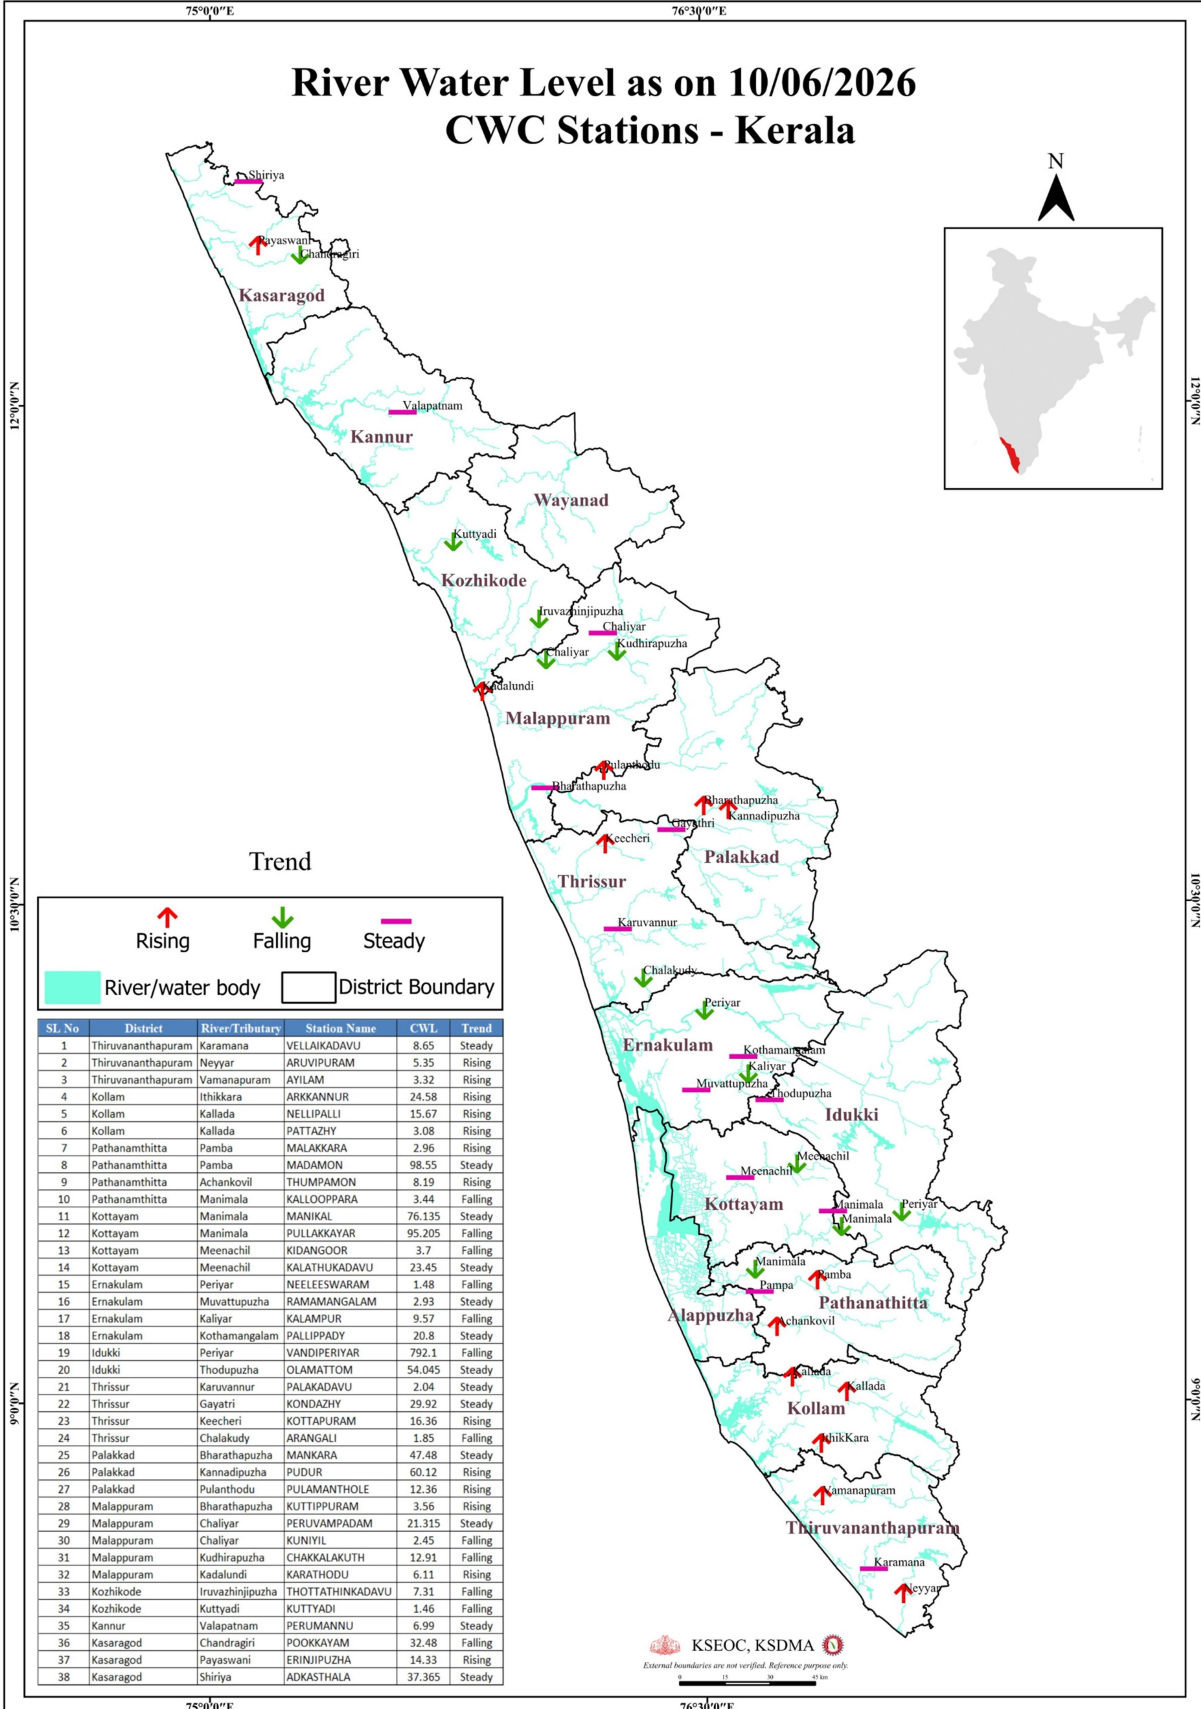 75°0'0"E 76°30'0"E
River Water Level as on 10/06/2026
CWC Stations - Kerala
N
Shiriya
Payaswani
Chandragiri
Kasaragod
12°0'0"N 12°0'0"N
Valapatnam
Kannur
Wayanad
Kuttyadi
Kozhikode
Iruvazhinjipuzha
Chaliyar
Kudhirapuzha
Chaliyar
Kadalundi
Malappuram
Pulanthodu
Bharathapuzha
Bharathapuzha
Kannadipuzha
Gayathri
Keecheri
Palakkad
Thrissur
10°30'0"N 10°30'0"N
Karuvannur
Chalakudy
Periyar
Ernakulam
Kothamangalam
Kaliyar
Muvattupuzha
Thodupuzha
Idukki
Meenachil
Meenachil
Kottayam
Manimala
Periyar
Manimala
Manimala
Pamba
Pampa
Pathanathitta
Alappuzha
Achankovil
Kallada
Kallada
9°0'0"N 9°0'0"N
Kollam
IthikKara
Vamanapuram
Thiruvananthapuram
Karamana
Neyyar
Trend
Rising Falling Steady
River/water body District Boundary
SL No District River/Tributary Station Name CWL Trend
1 Thiruvananthapuram Karamana VELLAIKADAVU 8.65 Steady
2 Thiruvananthapuram Neyyar ARUVIPURAM 5.35 Rising
3 Thiruvananthapuram Vamanapuram AYILAM 3.32 Rising
4 Kollam Ithikkara ARKKANNUR 24.58 Rising
5 Kollam Kallada NELLIPALLI 15.67 Rising
6 Kollam Kallada PATTAZHY 3.08 Rising
7 Pathanamthitta Pamba MALAKKARA 2.96 Rising
8 Pathanamthitta Pamba MADAMON 98.55 Steady
9 Pathanamthitta Achankovil THUMPAMON 8.19 Rising
10 Pathanamthitta Manimala KALLOOPPARA 3.44 Falling
11 Kottayam Manimala MANIKAL 76.135 Steady
12 Kottayam Manimala PULLAKKAYAR 95.205 Falling
13 Kottayam Meenachil KIDANGOOR 3.7 Falling
14 Kottayam Meenachil KALATHUKADAVU 23.45 Steady
15 Ernakulam Periyar NEELEESWARAM 1.48 Falling
16 Ernakulam Muvattupuzha RAMAMANGALAM 2.93 Steady
17 Ernakulam Kaliyar KALAMPUR 9.57 Falling
18 Ernakulam Kothamangalam PALLIPPADY 20.8 Steady
19 Idukki Periyar VANDIPERIYAR 792.1 Falling
20 Idukki Thodupuzha OLAMATTOM 54.045 Steady
21 Thrissur Karuvannur PALAKADAVU 2.04 Steady
22 Thrissur Gayatri KONDAZHY 29.92 Steady
23 Thrissur Keecheri KOTTAPURAM 16.36 Rising
24 Thrissur Chalakudy ARANGALI 1.85 Falling
25 Palakkad Bharathapuzha MANKARA 47.48 Steady
26 Palakkad Kannadipuzha PUDUR 60.12 Rising
27 Palakkad Pulanthodu PULAMANTHOLE 12.36 Rising
28 Malappuram Bharathapuzha KUTTIPPURAM 3.56 Rising
29 Malappuram Chaliyar PERUVAMPADAM 21.315 Steady
30 Malappuram Chaliyar KUNIYIL 2.45 Falling
31 Malappuram Kudhirapuzha CHAKKALAKUTH 12.91 Falling
32 Malappuram Kadalundi KARATHODU 6.11 Rising
33 Kozhikode Iruvazhinjipuzha THOTTATHINKADAVU 7.31 Falling
34 Kozhikode Kuttyadi KUTTYADI 1.46 Falling
35 Kannur Valapatnam PERUMANNU 6.99 Steady
36 Kasaragod Chandragiri POOKKAYAM 32.48 Falling
37 Kasaragod Payaswani ERINJIPUZHA 14.33 Rising
38 Kasaragod Shiriya ADKASTHALA 37.365 Steady
KSEOC, KSDMA
External boundaries are not verified. Reference purpose only.
0 15 30 45 km
75°0'0"E 76°30'0"E